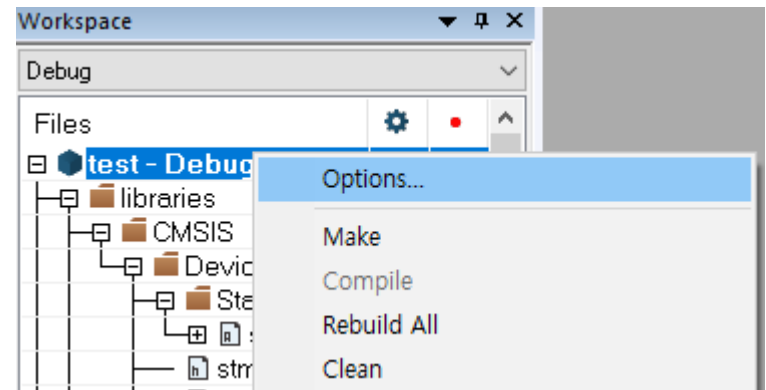 Workspace
Debug
Files
test - Debug
libraries
CMSIS
Options...
Make
Compile
Rebuild All
Clean